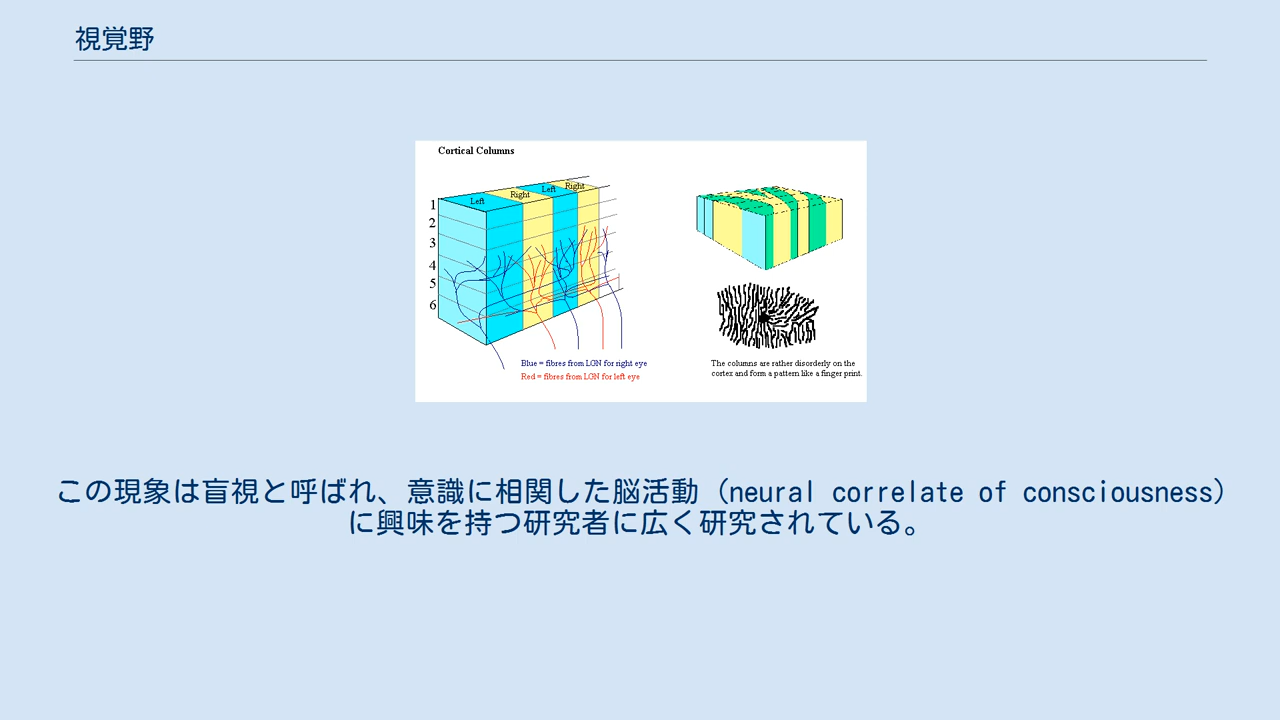 視覚野
Cortical Columns
Left
Right
Left
Right
1
2
3
4
5
6
Blue = fibres from LGN for right eye
Red = fibres from LGN for left eye
The columns are rather disorderly on the
cortex and form a pattern like a finger print.
この現象は盲視と呼ばれ、意識に相関した脳活動（neural correlate of consciousness）
に興味を持つ研究者に広く研究されている。